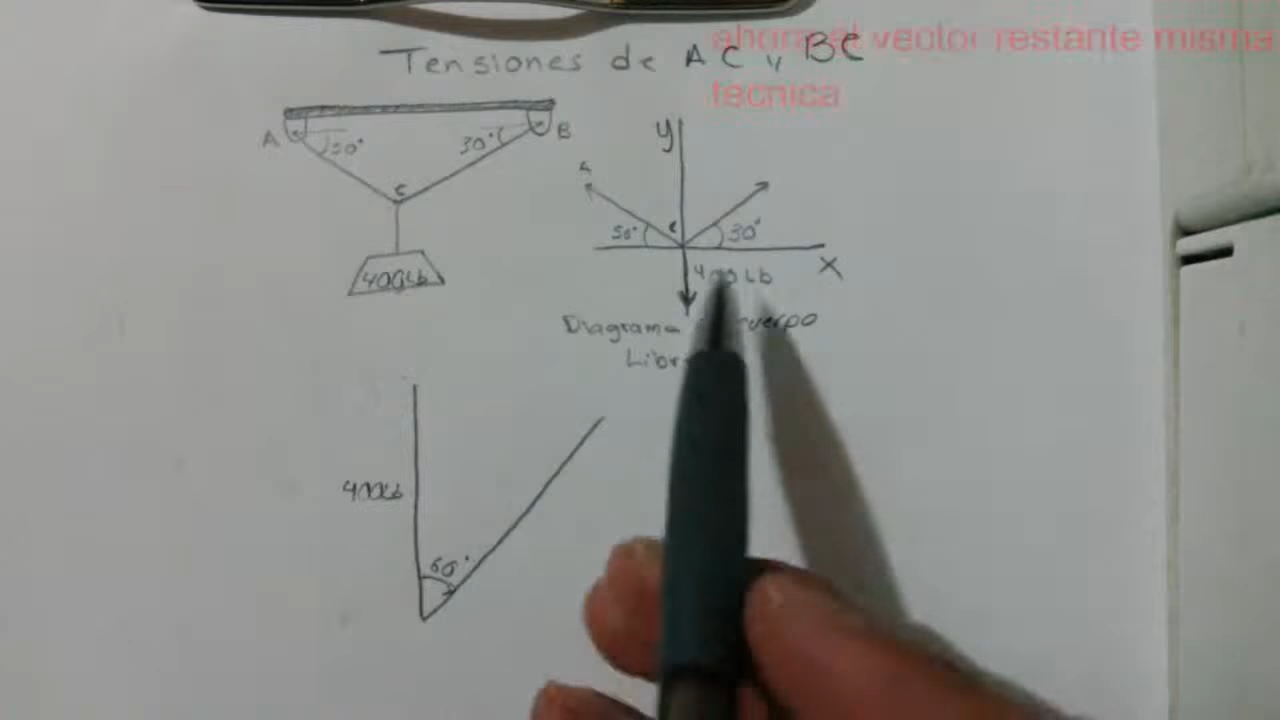 ahora el vector restante misma
tecnica
Tensiones de AC y BC
A
50°
30°
B
C
400Lb
y
50°
c
30°
x
400Lb
Diagrama
cuerpo
400Lb
60°